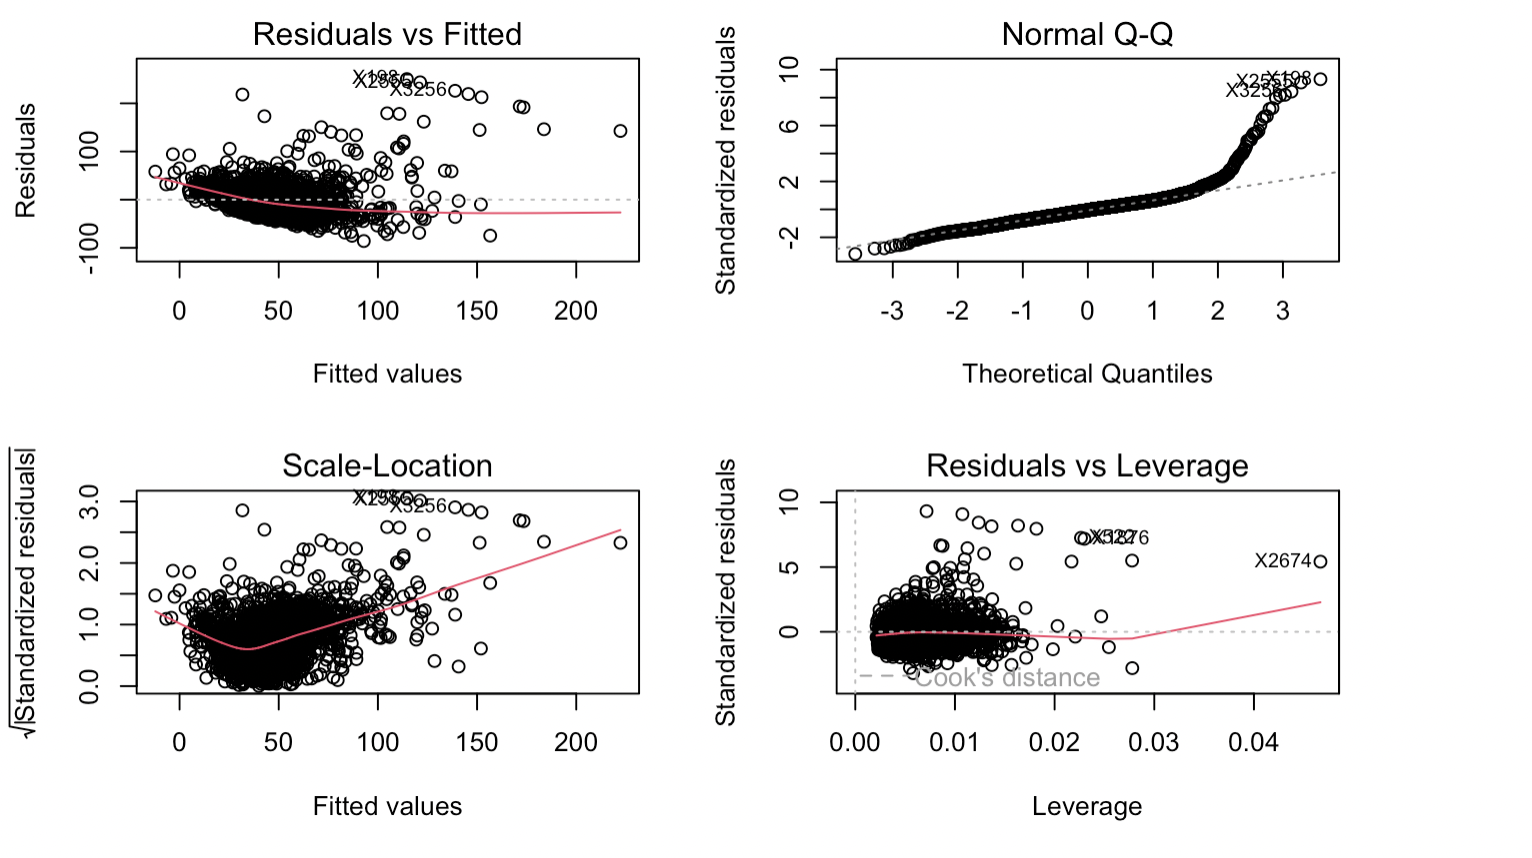 Residuals vs Fitted
Residuals
100
-100
X3256
0 50 100 150 200
Fitted values
Normal Q-Q
Standardized residuals
10
6
2
-2
-3 -2 -1 0 1 2 3
Theoretical Quantiles
Scale-Location
√|Standardized residuals|
3.0
2.0
1.0
0.0
X3256
0 50 100 150 200
Fitted values
Residuals vs Leverage
Standardized residuals
10
5
0
X2674
Cook's distance
0.00 0.01 0.02 0.03 0.04
Leverage